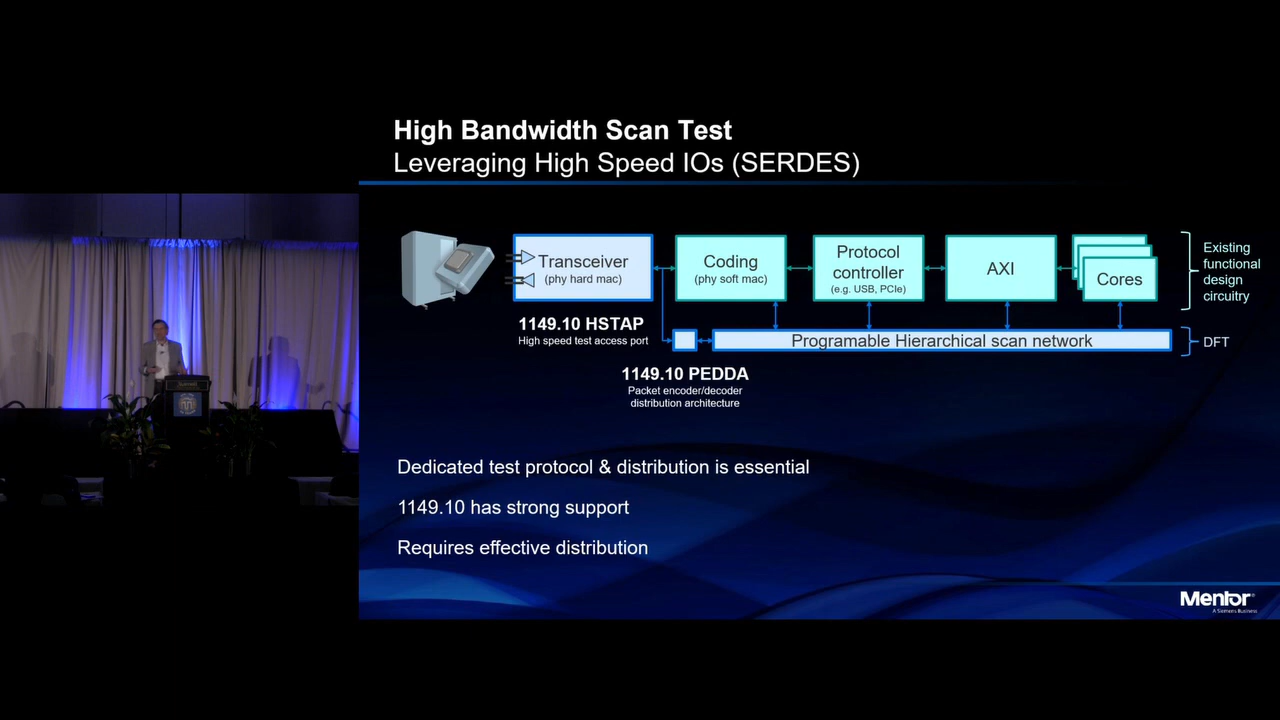 High Bandwidth Scan Test
Leveraging High Speed IOs (SERDES)
Transceiver
(phy hard mac)
Coding
(phy soft mac)
Protocol
controller
(e.g. USB, PCIe)
AXI
Cores
Existing
functional
design
circuitry
1149.10 HSTAP
High speed test access port
Programable Hierarchical scan network
DFT
1149.10 PEDDA
Packet encoder/decoder
distribution architecture
Dedicated test protocol & distribution is essential
1149.10 has strong support
Requires effective distribution
Mentor®
A Siemens Business